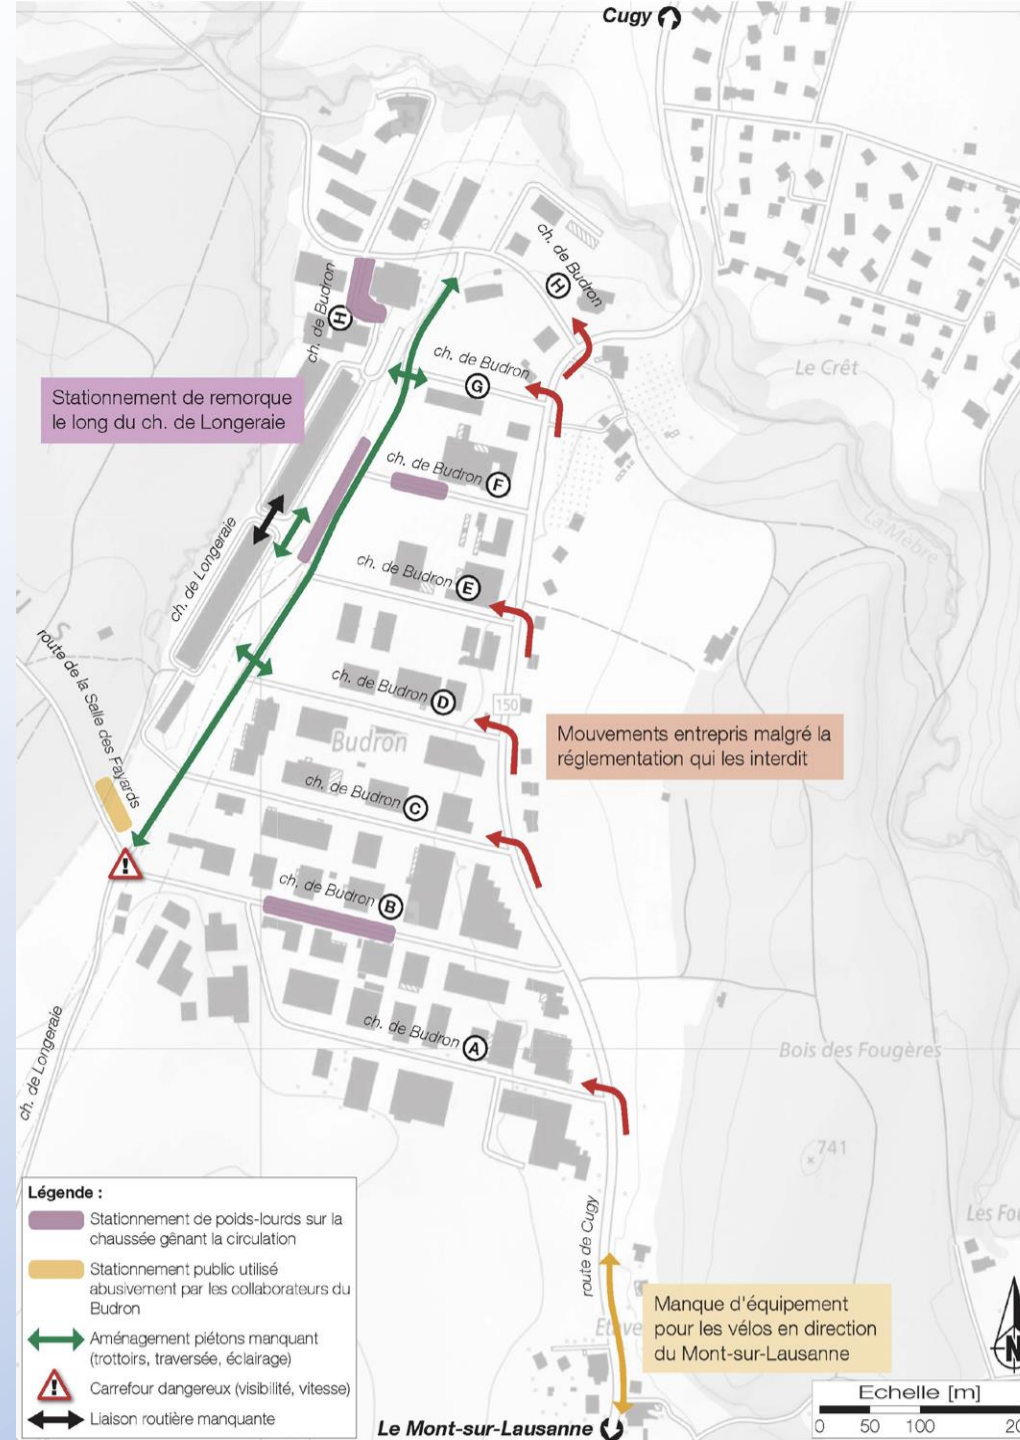 Cugy
ch. de Budron
H
ch. de Budron
H
ch. de Budron
G
Le Crêt
Stationnement de remorque
le long du ch. de Longeraie
ch. de Budron
F
La Mèbre
ch. de Longeraie
ch. de Budron
E
route de la Salle des Fayards
ch. de Budron
D
150
Budron
Mouvements entrepris malgré la
réglementation qui les interdit
ch. de Budron
C
!
ch. de Budron
B
ch. de Longeraie
ch. de Budron
A
Bois des Fougères
741
Légende :
Stationnement de poids-lourds sur la
chaussée gênant la circulation
Stationnement public utilisé
abusivement par les collaborateurs du
Budron
Aménagement piétons manquant
(trottoirs, traversée, éclairage)
!
Carrefour dangereux (visibilité, vitesse)
Liaison routière manquante
route de Cugy
Les Fou
Manque d'équipement
pour les vélos en direction
du Mont-sur-Lausanne
N
Echelle [m]
0 50 100 20
Le Mont-sur-Lausanne